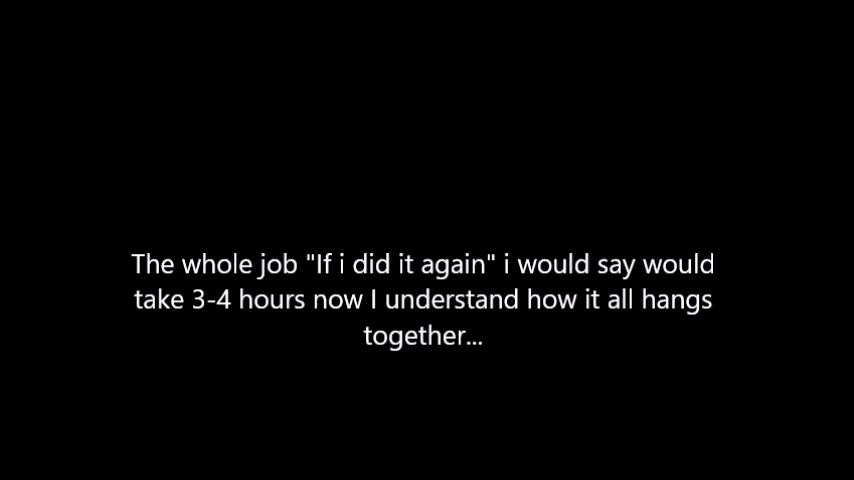 The whole job "If i did it again" i would say would
take 3-4 hours now I understand how it all hangs
together...